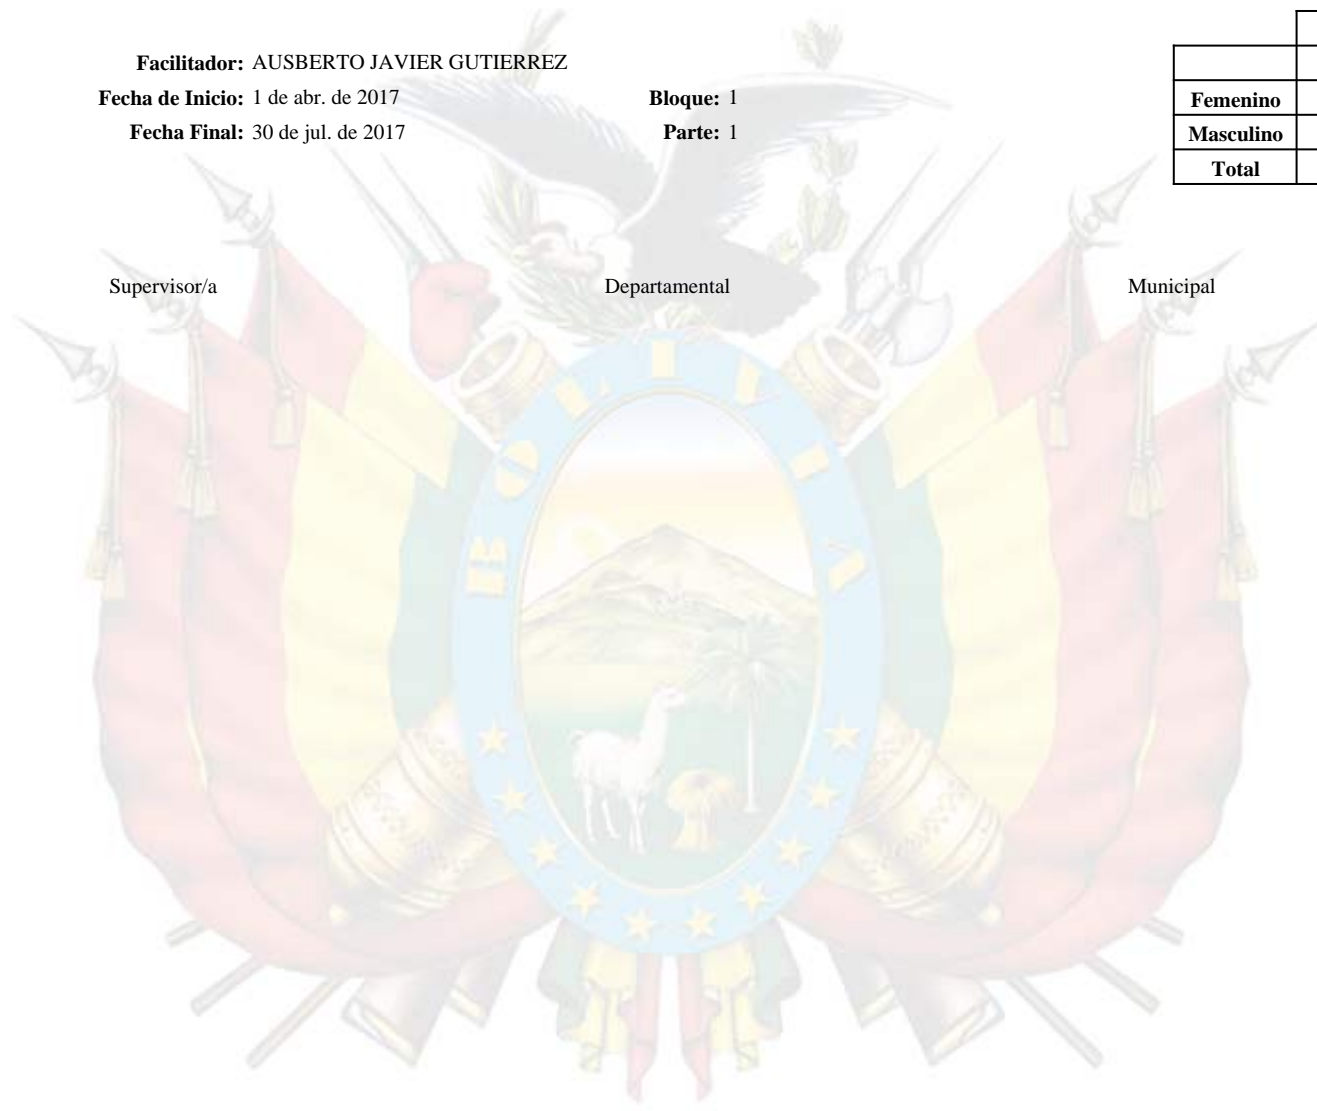 Facilitador: AUSBERTO JAVIER GUTIERREZ
Fecha de Inicio: 1 de abr. de 2017 Bloque: 1
Fecha Final: 30 de jul. de 2017 Parte: 1
Femenino
Masculino
Total
Supervisor/a Departamental Municipal
BOLIVIA